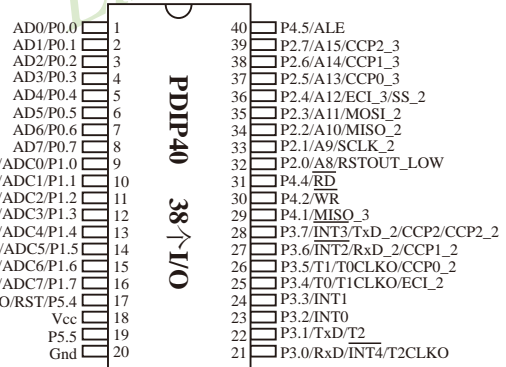 AD0/P0.0 1
AD1/P0.1 2
AD2/P0.2 3
AD3/P0.3 4
AD4/P0.4 5
AD5/P0.5 6
AD6/P0.6 7
AD7/P0.7 8
/ADC0/P1.0 9
/ADC1/P1.1 10
/ADC2/P1.2 11
/ADC3/P1.3 12
/ADC4/P1.4 13
/ADC5/P1.5 14
/ADC6/P1.6 15
/ADC7/P1.7 16
O/RST/P5.4 17
Vcc 18
P5.5 19
Gnd 20
PDIP40 38个I/O
40 P4.5/ALE
39 P2.7/A15/CCP2_3
38 P2.6/A14/CCP1_3
37 P2.5/A13/CCP0_3
36 P2.4/A12/ECI_3/SS_2
35 P2.3/A11/MOSI_2
34 P2.2/A10/MISO_2
33 P2.1/A9/SCLK_2
32 P2.0/A8/RSTOUT_LOW
31 P4.4/RD
30 P4.2/WR
29 P4.1/MISO_3
28 P3.7/INT3/TxD_2/CCP2/CCP2_2
27 P3.6/INT2/RxD_2/CCP1_2
26 P3.5/T1/T0CLKO/CCP0_2
25 P3.4/T0/T1CLKO/ECI_2
24 P3.3/INT1
23 P3.2/INT0
22 P3.1/TxD/T2
21 P3.0/RxD/INT4/T2CLKO